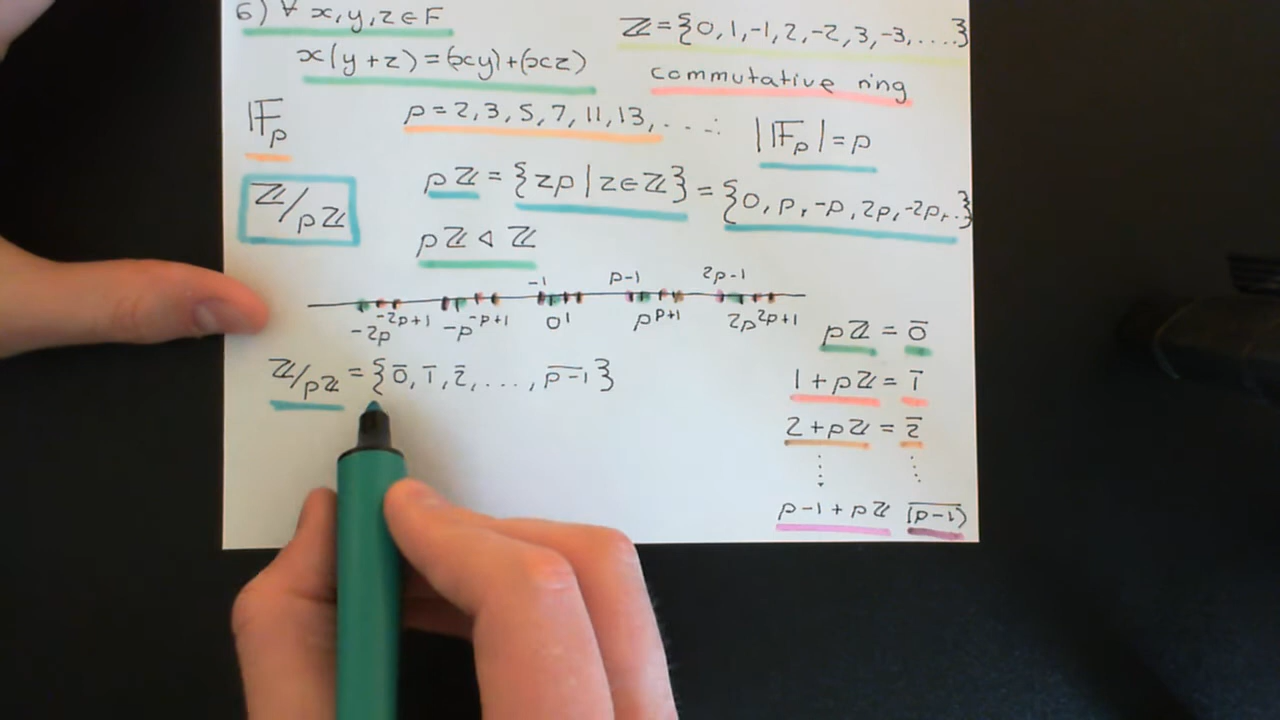 6) ∀ x,y,z ∈ F
x(y+z) = (xy)+(xz)
ℤ = {0, 1, -1, 2, -2, 3, -3, ....}
commutative ring
𝔽p
p = 2, 3, 5, 7, 11, 13, ....
|𝔽p| = p
ℤ/pℤ
pℤ = {zp | z ∈ ℤ} = {0, p, -p, 2p, -2p, ..}
pℤ ◁ ℤ
-1 p-1 2p-1
-2p -2p+1 -p -p+1 0 1 p p+1 2p 2p+1
ℤ/pℤ = {0̅, 1̅, 2̅, ..., p̅-̅1̅}
pℤ = 0̅
1+pℤ = 1̅
2+pℤ = 2̅
⋮ ⋮
p-1+pℤ (̅p̅-̅1̅)̅